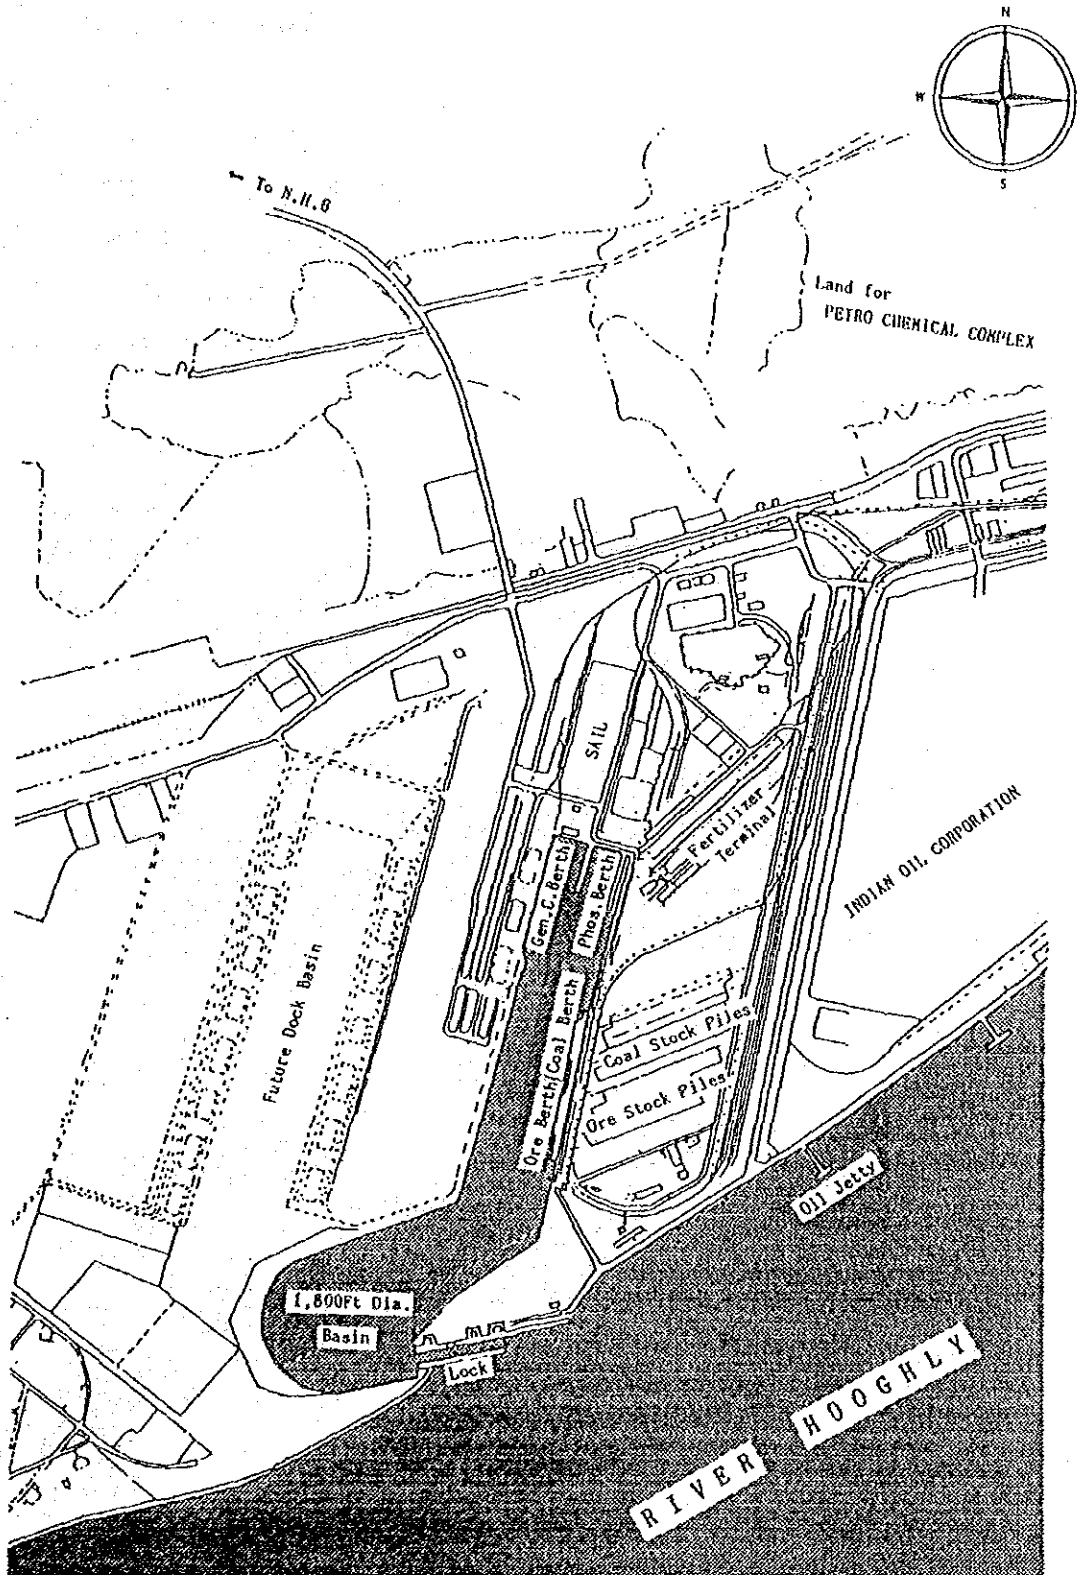 N
W
S
To N.H.6
Land for
PETRO CHEMICAL COMPLEX
SAIL
Fertilizer
Terminal
Gen. C. Berth
Phos. Berth
INDIAN OIL CORPORATION
Future Dock Basin
Ore Berth
Coal Berth
Coal Stock Piles
Ore Stock Piles
Oil Jetty
1,800Ft Dia.
Basin
Lock
RIVER HOOGHLY